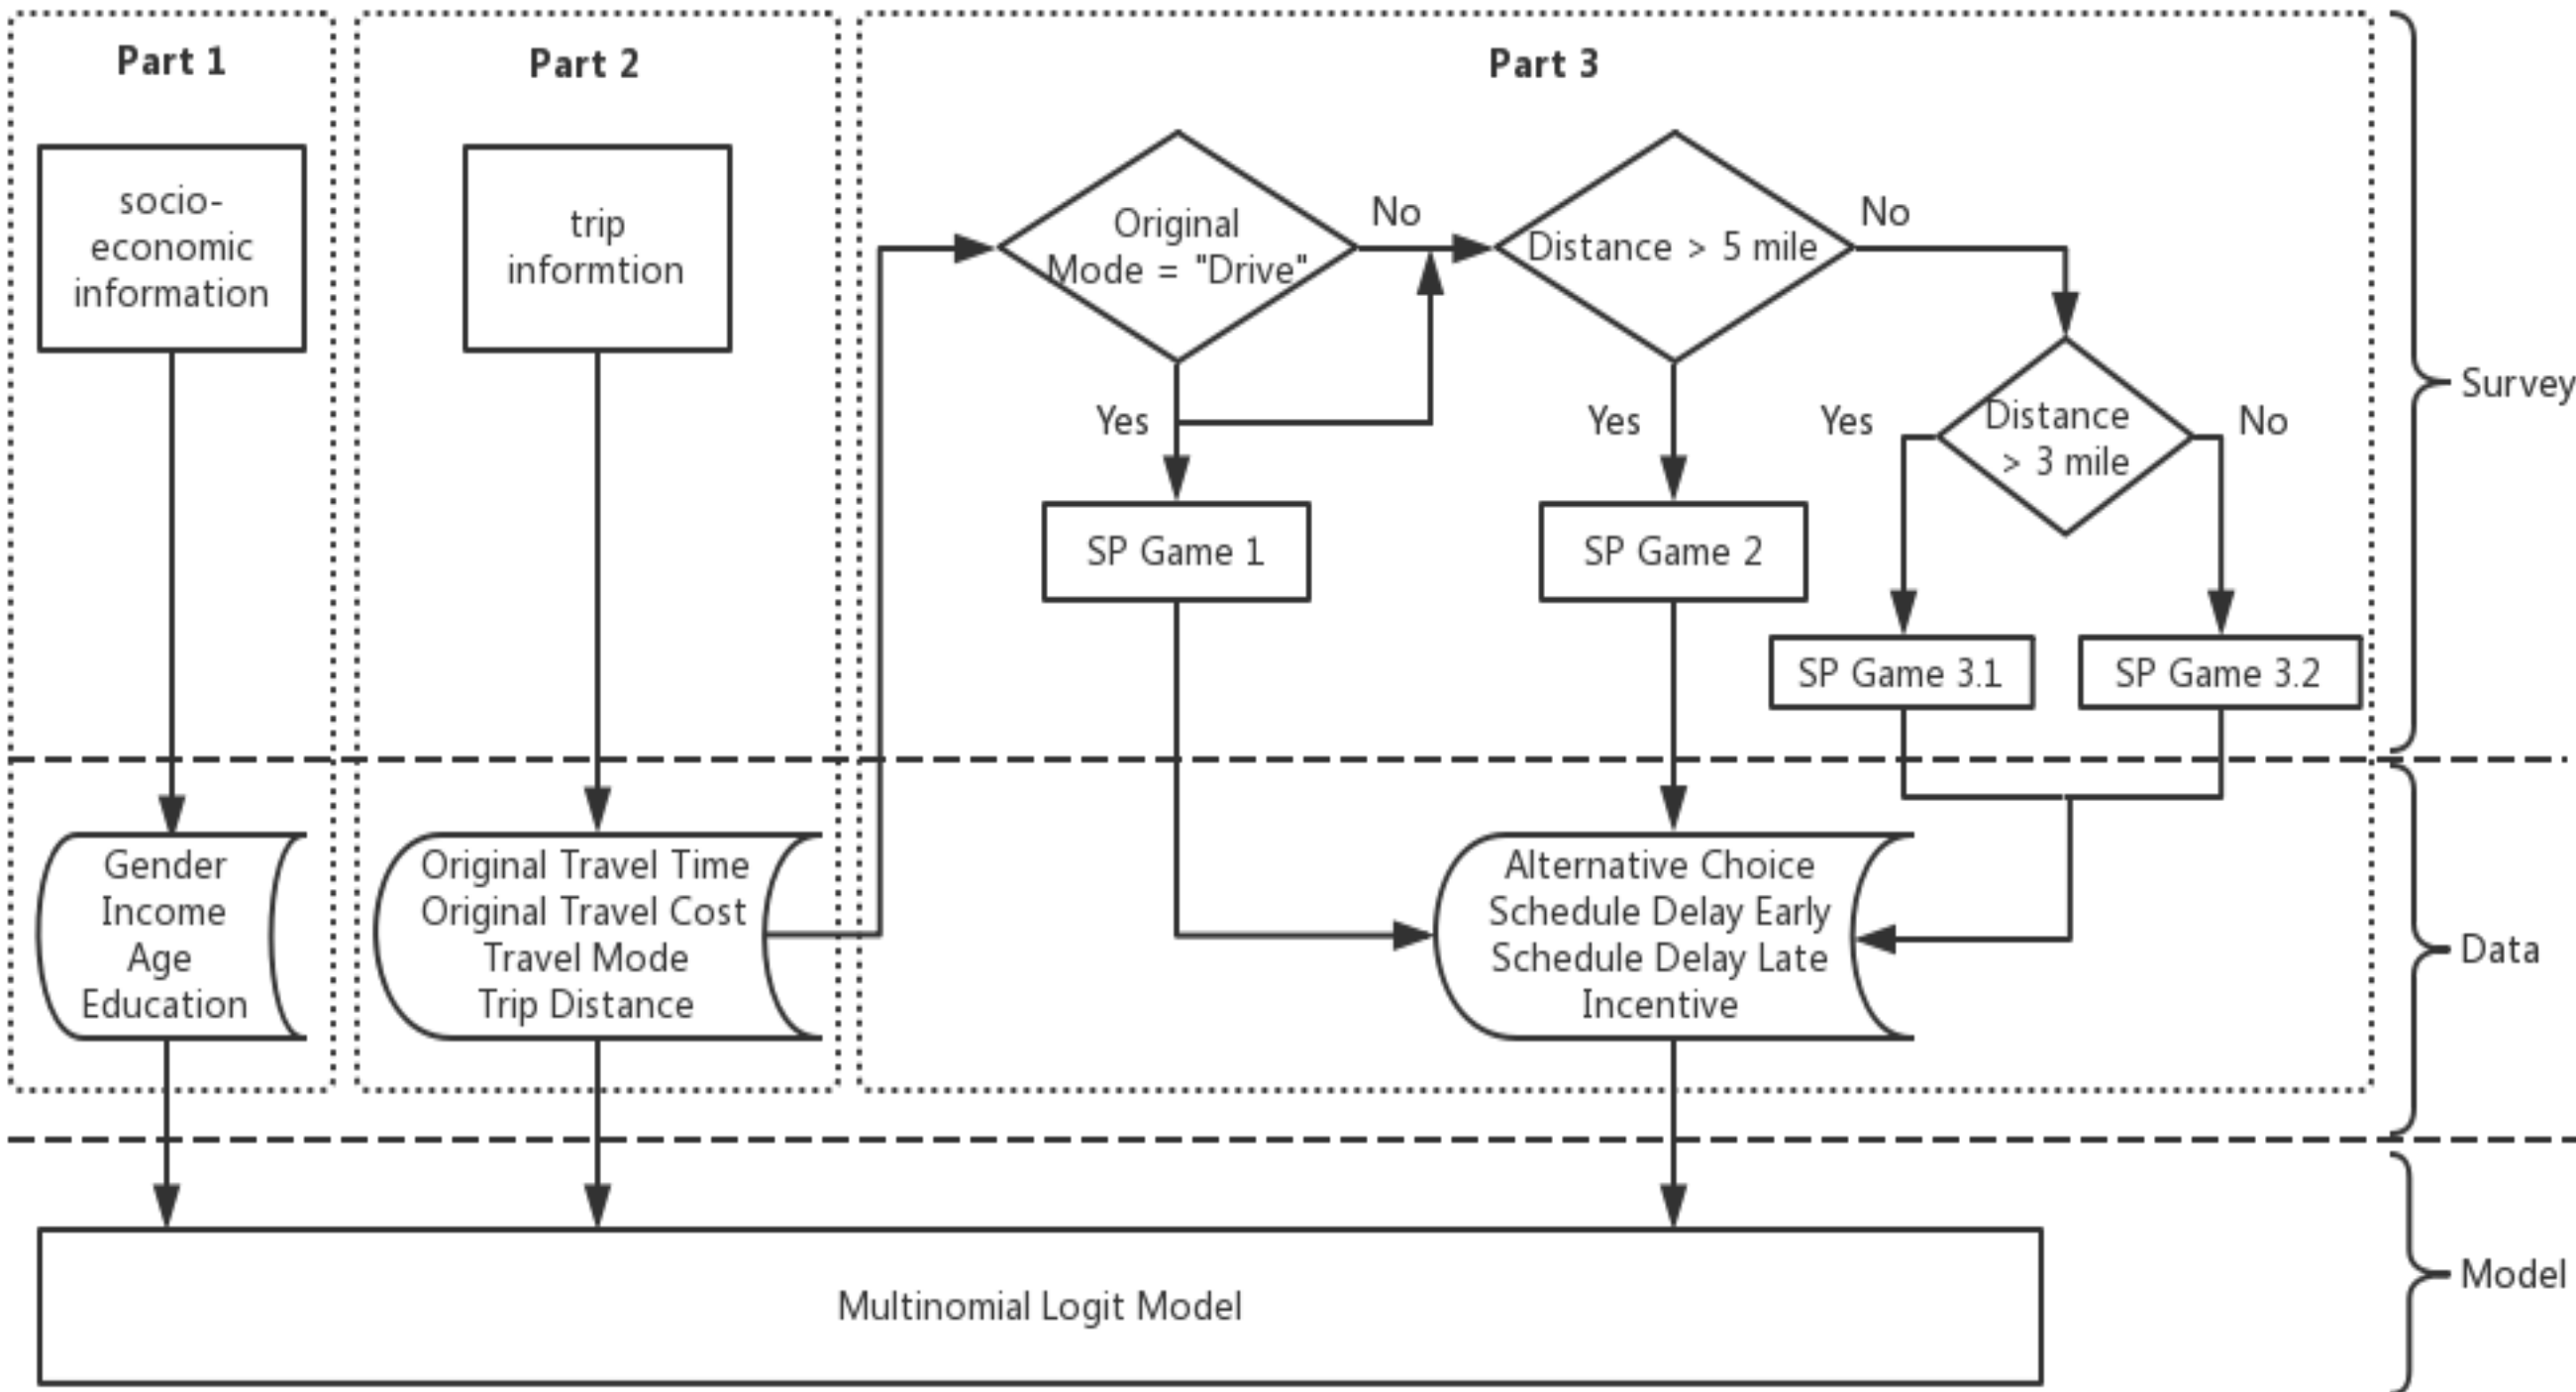 Part 1
Part 2
Part 3
socio-
economic
information
trip
informtion
Original
Mode = "Drive"
No
Distance > 5 mile
No
Yes
Yes
Yes
Distance
> 3 mile
No
SP Game 1
SP Game 2
SP Game 3.1
SP Game 3.2
Survey
Gender
Income
Age
Education
Original Travel Time
Original Travel Cost
Travel Mode
Trip Distance
Alternative Choice
Schedule Delay Early
Schedule Delay Late
Incentive
Data
Multinomial Logit Model
Model